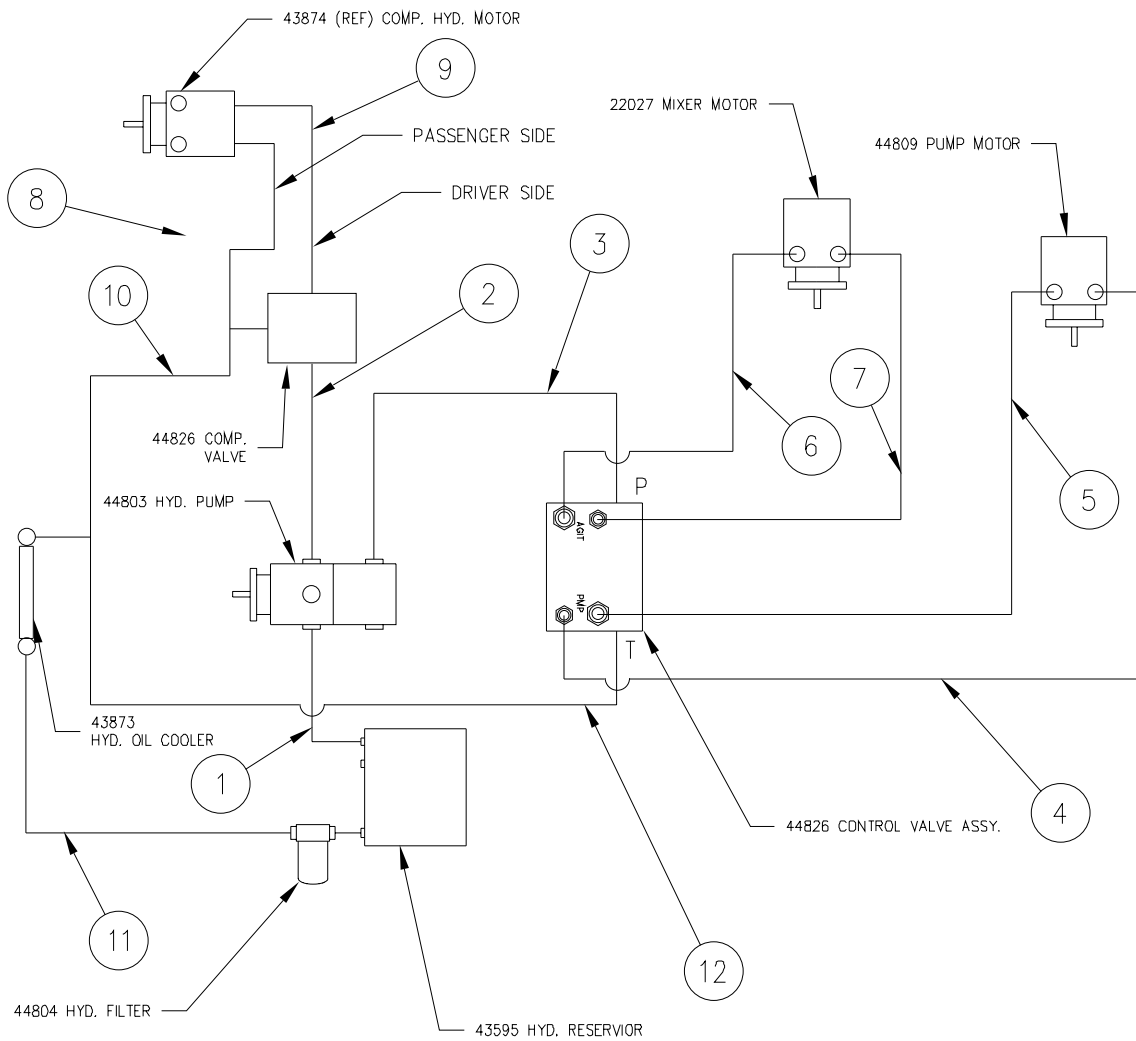 43874 (REF) COMP. HYD. MOTOR
9
22027 MIXER MOTOR
PASSENGER SIDE
44809 PUMP MOTOR
8
DRIVER SIDE
3
10
2
7
6
44826 COMP.
VALVE
P
5
44803 HYD. PUMP
AGIT
PMP
T
43873
HYD. OIL COOLER
1
4
44826 CONTROL VALVE ASSY.
11
12
44804 HYD. FILTER
43595 HYD. RESERVIOR